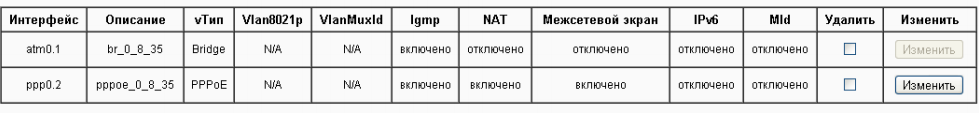 Интерфейс Описание vТип Vlan8021p VlanMuxId Igmp NAT Межсетевой экран IPv6 Mld Удалить Изменить
atm0.1 br_0_8_35 Bridge N/A N/A включено отключено отключено отключено отключено Изменить
ppp0.2 pppoe_0_8_35 PPPoE N/A N/A включено включено включено отключено отключено Изменить